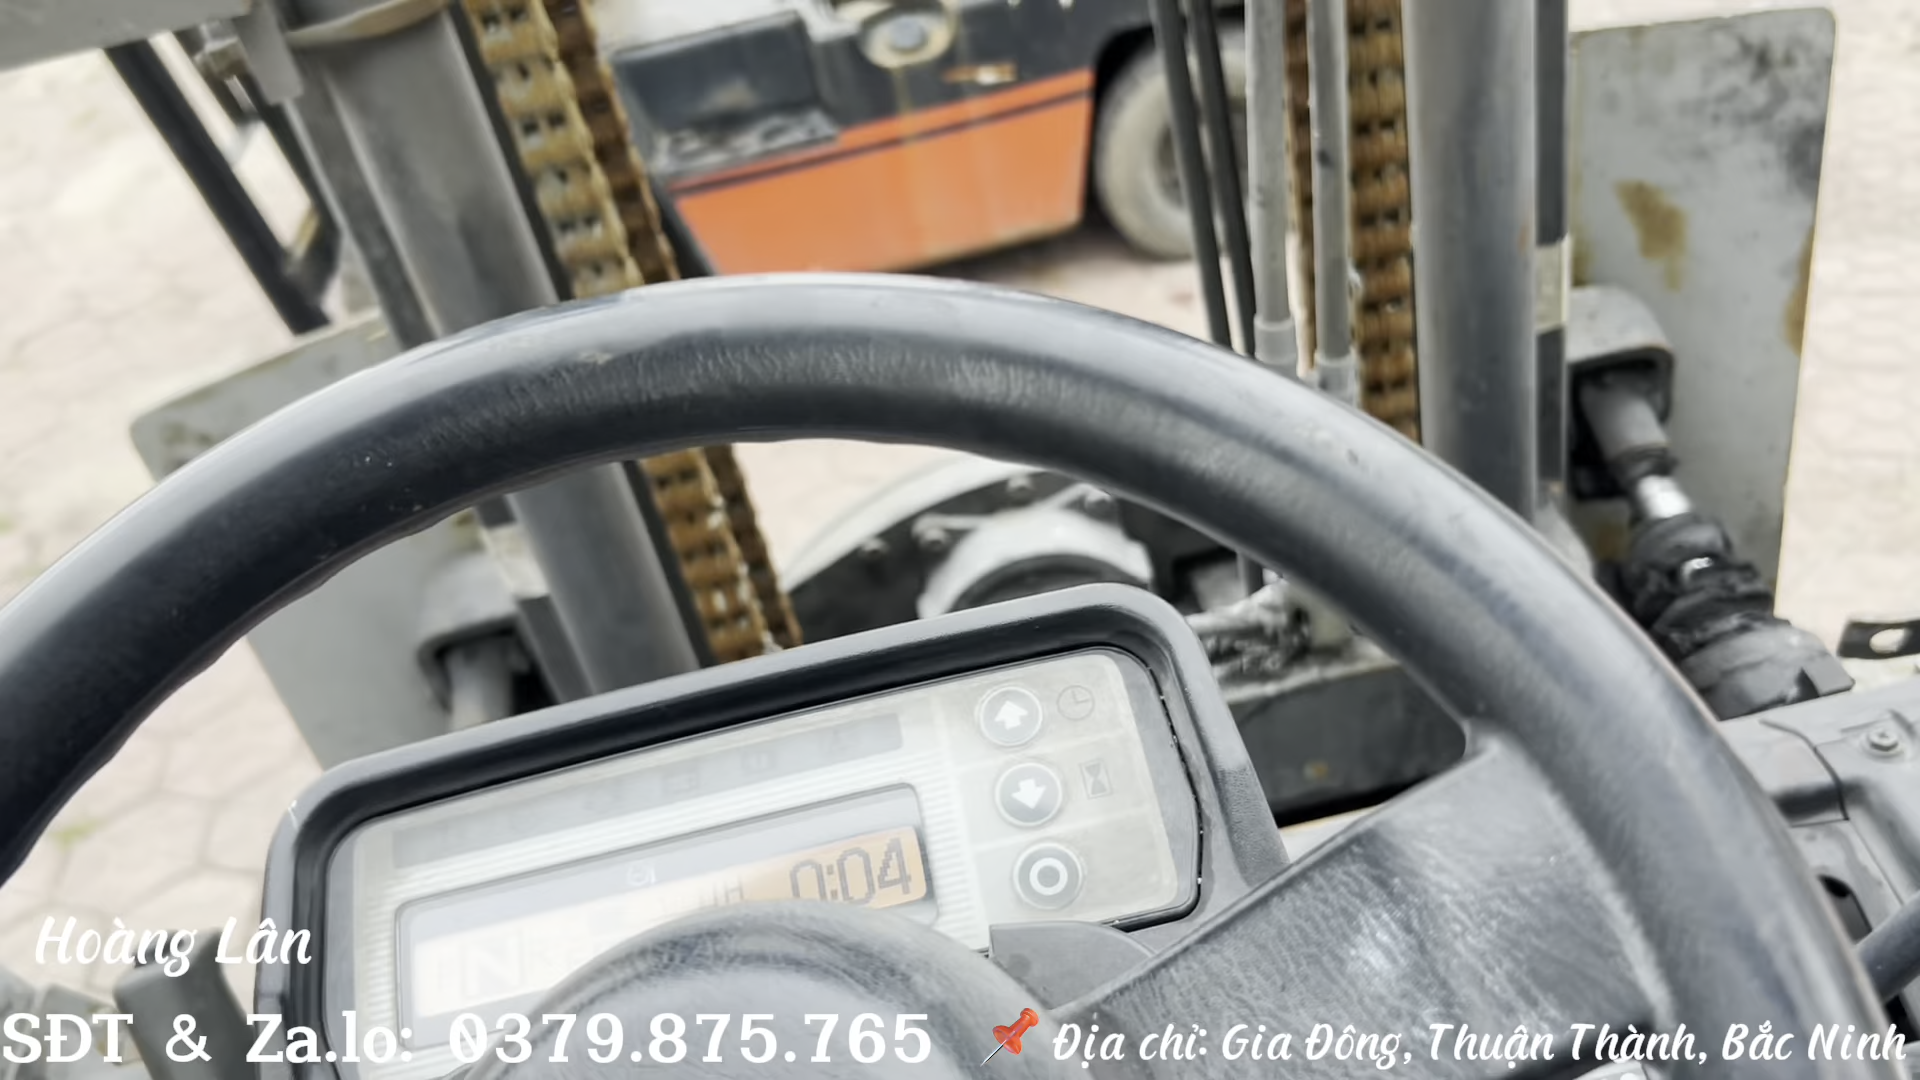 0:04
N
Hoàng Lân
SĐT & Za.lo: 0379.875.765
Địa chỉ: Gia Đông, Thuận Thành, Bắc Ninh